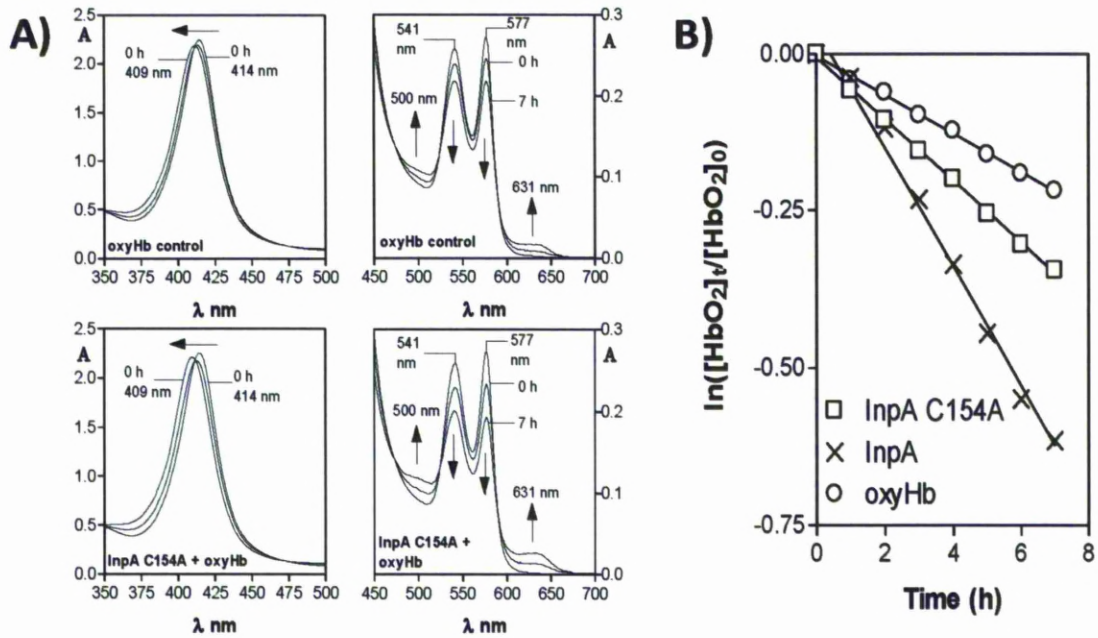 A)
2.5
A
2.0
1.5
1.0
0.5
0.0
0 h
409 nm
0 h
414 nm
oxyHb control
350 375 400 425 450 475 500
λ nm
541
nm
577
nm
0 h
7 h
500 nm
631 nm
oxyHb control
0.3
A
0.2
0.1
0.0
450 500 550 600 650 700
λ nm
2.5
A
2.0
1.5
1.0
0.5
0.0
0 h
409 nm
0 h
414 nm
InpA C154A + oxyHb
350 375 400 425 450 475 500
λ nm
541
nm
577
nm
0 h
7 h
500 nm
631 nm
InpA C154A +
oxyHb
0.3
A
0.2
0.1
0.0
450 500 550 600 650 700
λ nm
B)
ln([HbO2]t/[HbO2]0)
0.00
-0.25
-0.50
-0.75
InpA C154A
InpA
oxyHb
0 2 4 6 8
Time (h)